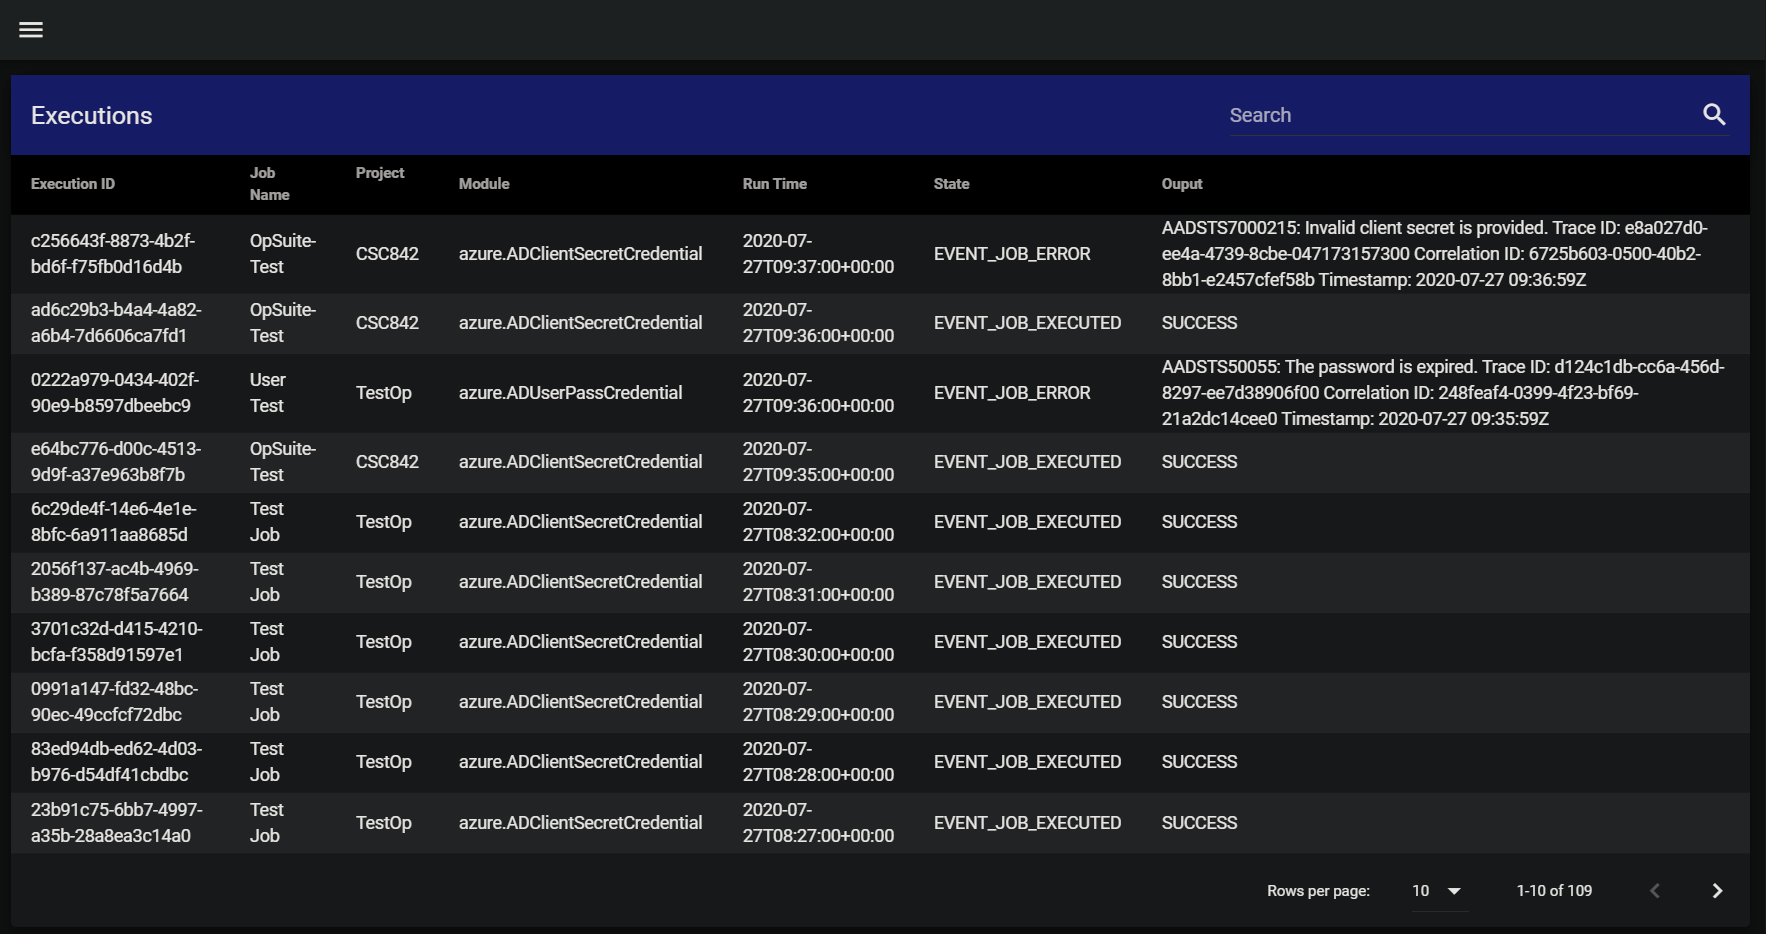 Executions
Search
Execution ID
Job
Name
Project
Module
Run Time
State
Ouput
c256643f-8873-4b2f-
bd6f-f75fb0d16d4b
OpSuite-
Test
CSC842
azure.ADClientSecretCredential
2020-07-
27T09:37:00+00:00
EVENT_JOB_ERROR
AADSTS7000215: Invalid client secret is provided. Trace ID: e8a027d0-
ee4a-4739-8cbe-047173157300 Correlation ID: 6725b603-0500-40b2-
8bb1-e2457cfef58b Timestamp: 2020-07-27 09:36:59Z
ad6c29b3-b4a4-4a82-
a6b4-7d6606ca7fd1
OpSuite-
Test
CSC842
azure.ADClientSecretCredential
2020-07-
27T09:36:00+00:00
EVENT_JOB_EXECUTED
SUCCESS
0222a979-0434-402f-
90e9-b8597dbeebc9
User
Test
TestOp
azure.ADUserPassCredential
2020-07-
27T09:36:00+00:00
EVENT_JOB_ERROR
AADSTS50055: The password is expired. Trace ID: d124c1db-cc6a-456d-
8297-ee7d38906f00 Correlation ID: 248feaf4-0399-4f23-bf69-
21a2dc14cee0 Timestamp: 2020-07-27 09:35:59Z
e64bc776-d00c-4513-
9d9f-a37e963b8f7b
OpSuite-
Test
CSC842
azure.ADClientSecretCredential
2020-07-
27T09:35:00+00:00
EVENT_JOB_EXECUTED
SUCCESS
6c29de4f-14e6-4e1e-
8bfc-6a911aa8685d
Test
Job
TestOp
azure.ADClientSecretCredential
2020-07-
27T08:32:00+00:00
EVENT_JOB_EXECUTED
SUCCESS
2056f137-ac4b-4969-
b389-87c78f5a7664
Test
Job
TestOp
azure.ADClientSecretCredential
2020-07-
27T08:31:00+00:00
EVENT_JOB_EXECUTED
SUCCESS
3701c32d-d415-4210-
bcfa-f358d91597e1
Test
Job
TestOp
azure.ADClientSecretCredential
2020-07-
27T08:30:00+00:00
EVENT_JOB_EXECUTED
SUCCESS
0991a147-fd32-48bc-
90ec-49ccfcf72dbc
Test
Job
TestOp
azure.ADClientSecretCredential
2020-07-
27T08:29:00+00:00
EVENT_JOB_EXECUTED
SUCCESS
83ed94db-ed62-4d03-
b976-d54df41cbdbc
Test
Job
TestOp
azure.ADClientSecretCredential
2020-07-
27T08:28:00+00:00
EVENT_JOB_EXECUTED
SUCCESS
23b91c75-6bb7-4997-
a35b-28a8ea3c14a0
Test
Job
TestOp
azure.ADClientSecretCredential
2020-07-
27T08:27:00+00:00
EVENT_JOB_EXECUTED
SUCCESS
Rows per page: 10 1-10 of 109